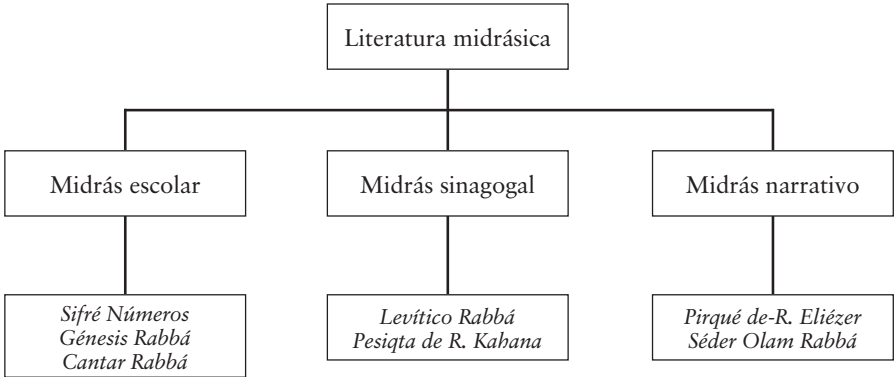 Literatura midrásica
Midrás escolar
Midrás sinagogal
Midrás narrativo
Sifré Números
Génesis Rabbá
Cantar Rabbá
Levítico Rabbá
Pesiqta de R. Kahana
Pirqué de-R. Eliézer
Séder Olam Rabbá